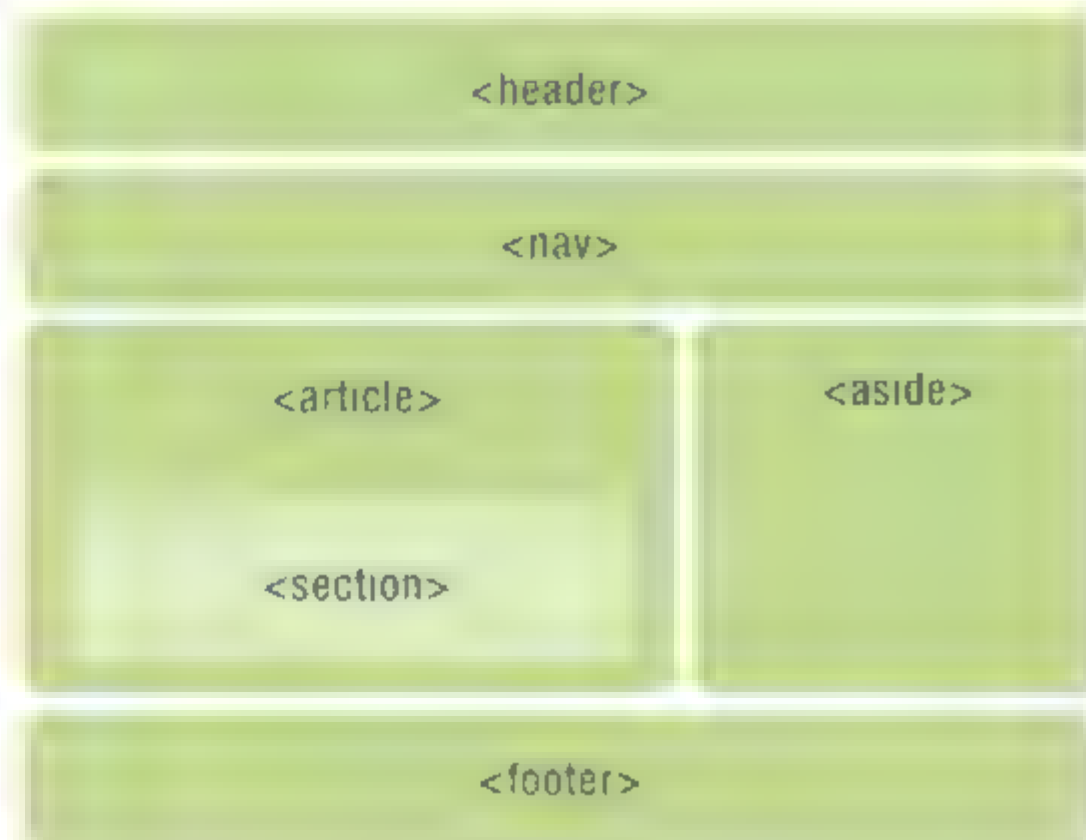 <header>
<nav>
<article>
<aside>
<section>
<footer>